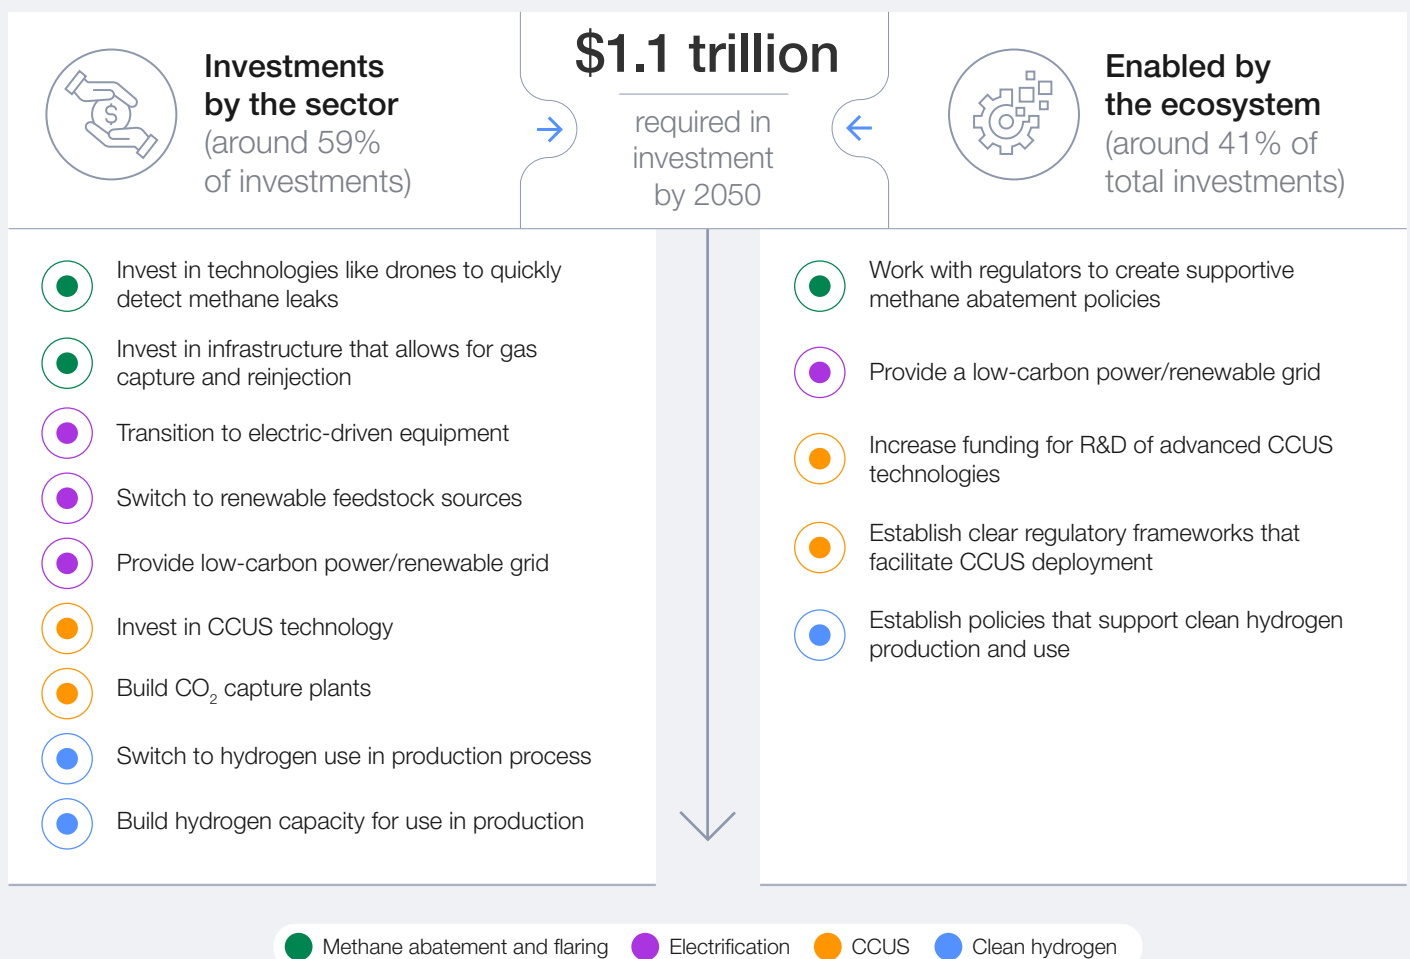 Investments
by the sector
(around 59%
of investments)
$1.1 trillion
required in
investment
by 2050
Enabled by
the ecosystem
(around 41% of
total investments)
Invest in technologies like drones to quickly
detect methane leaks
Invest in infrastructure that allows for gas
capture and reinjection
Transition to electric-driven equipment
Switch to renewable feedstock sources
Provide low-carbon power/renewable grid
Invest in CCUS technology
Build CO₂ capture plants
Switch to hydrogen use in production process
Build hydrogen capacity for use in production
Work with regulators to create supportive
methane abatement policies
Provide a low-carbon power/renewable grid
Increase funding for R&D of advanced CCUS
technologies
Establish clear regulatory frameworks that
facilitate CCUS deployment
Establish policies that support clean hydrogen
production and use
Methane abatement and flaring Electrification CCUS Clean hydrogen